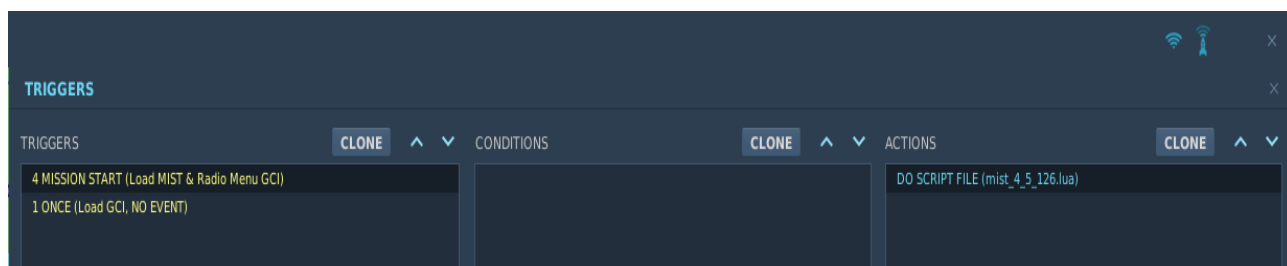 X
TRIGGERS X
TRIGGERS CLONE CONDITIONS CLONE ACTIONS CLONE
4 MISSION START (Load MIST & Radio Menu GCI) DO SCRIPT FILE (mist_4_5_126.lua)
1 ONCE (Load GCI, NO EVENT)